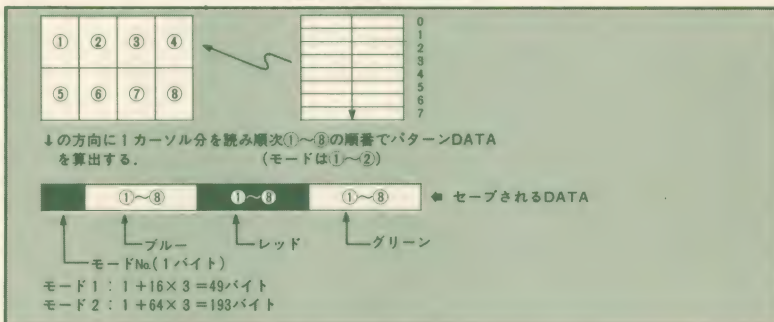 ① ② ③ ④
⑤ ⑥ ⑦ ⑧
0
1
2
3
4
5
6
7
↓の方向に1カーソル分を読み順次①〜⑧の順番でパターンDATA
を算出する. (モードは①〜②)
①〜⑧ ①〜⑧ ①〜⑧ ← セーブされるDATA
ブルー レッド グリーン
モードNo.(1バイト)
モード1:1+16×3=49バイト
モード2:1+64×3=193バイト